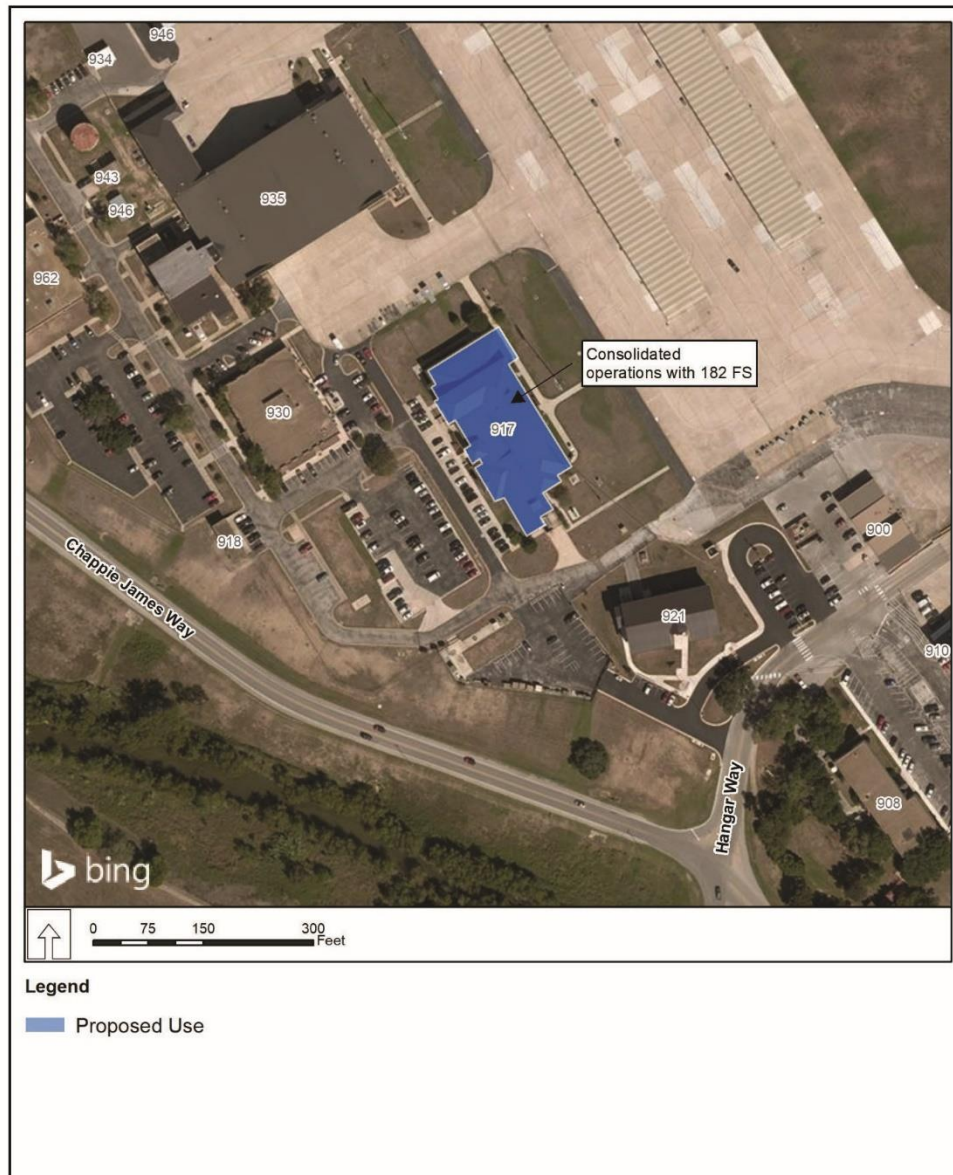 946
934
943
946
935
962
Consolidated
operations with 182 FS
930
917
918
900
Chappie James Way
921
910
Hangar Way
908
bing
0 75 150 300
Feet
Legend
Proposed Use